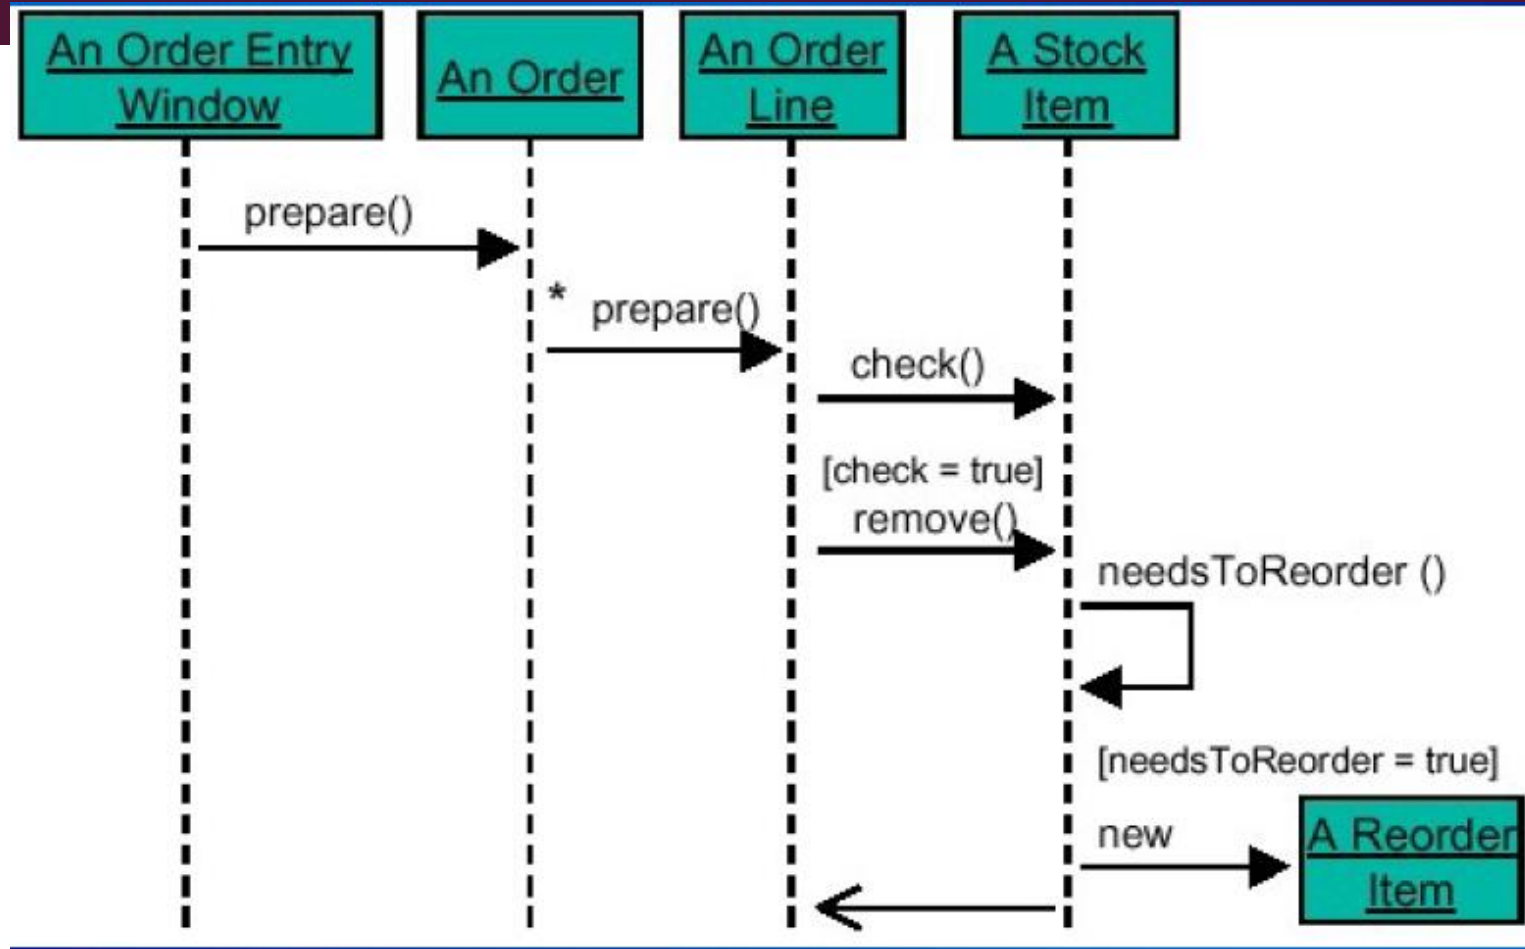 An Order Entry
Window
An Order
An Order
Line
A Stock
Item
prepare()
* prepare()
check()
[check = true]
remove()
needsToReorder ()
[needsToReorder = true]
new
A Reorder
Item